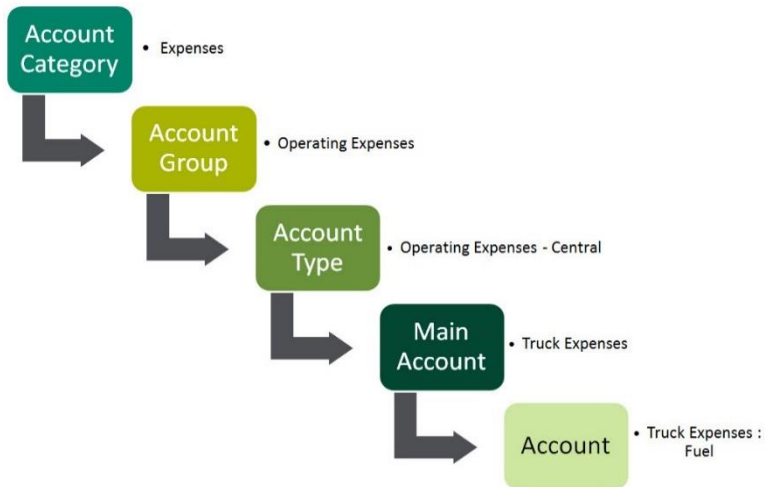 Account
Category
• Expenses
Account
Group
• Operating Expenses
Account
Type
• Operating Expenses - Central
Main
Account
• Truck Expenses
Account
• Truck Expenses :
Fuel